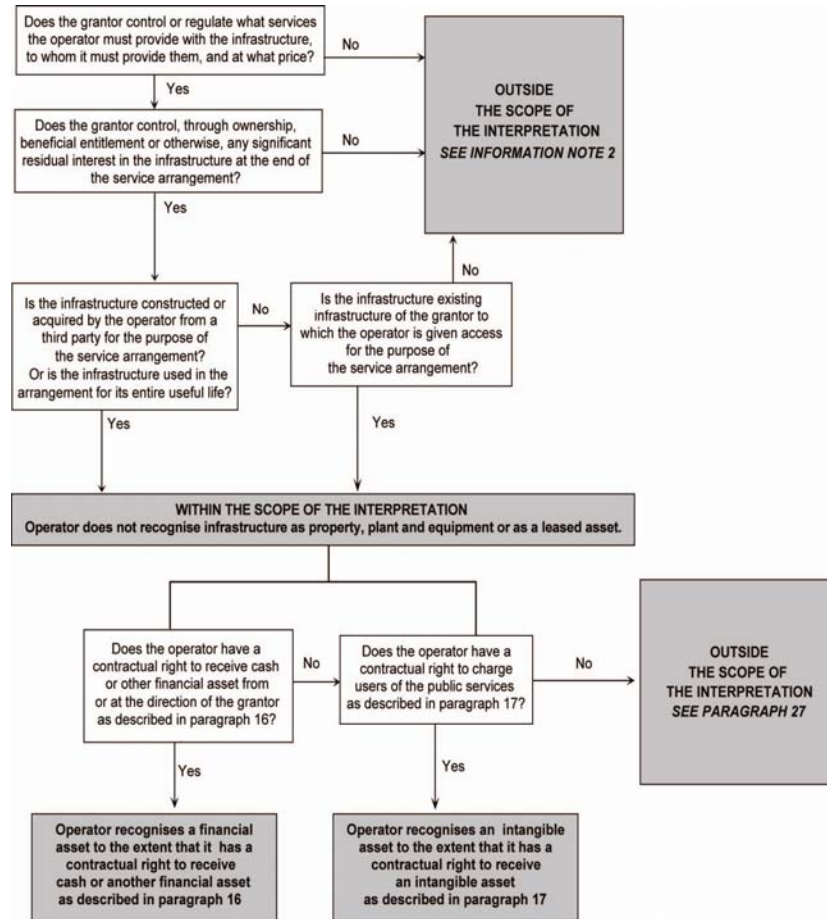 Does the grantor control or regulate what services
the operator must provide with the infrastructure,
to whom it must provide them, and at what price?
No
Yes
OUTSIDE
THE SCOPE OF
THE INTERPRETATION
SEE INFORMATION NOTE 2
Does the grantor control, through ownership,
beneficial entitlement or otherwise, any significant
residual interest in the infrastructure at the end of
the service arrangement?
No
Yes
No
Is the infrastructure constructed or
acquired by the operator from a
third party for the purpose of
the service arrangement?
Or is the infrastructure used in the
arrangement for its entire useful life?
No
Is the infrastructure existing
infrastructure of the grantor to
which the operator is given access
for the purpose of
the service arrangement?
Yes
Yes
WITHIN THE SCOPE OF THE INTERPRETATION
Operator does not recognise infrastructure as property, plant and equipment or as a leased asset.
Does the operator have a
contractual right to receive cash
or other financial asset from
or at the direction of the grantor
as described in paragraph 16?
No
Does the operator have a
contractual right to charge
users of the public services
as described in paragraph 17?
No
OUTSIDE
THE SCOPE OF
THE INTERPRETATION
SEE PARAGRAPH 27
Yes
Yes
Operator recognises a financial
asset to the extent that it has a
contractual right to receive
cash or another financial asset
as described in paragraph 16
Operator recognises an intangible
asset to the extent that it has a
contractual right to receive
an intangible asset
as described in paragraph 17